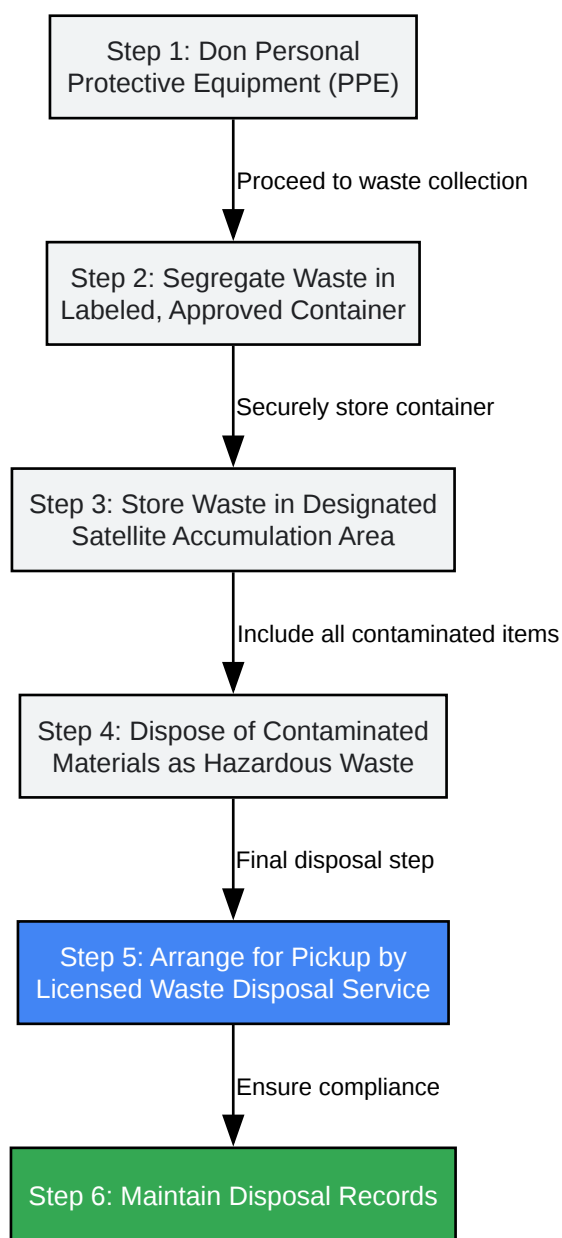 Step 1: Don Personal
Protective Equipment (PPE)
Proceed to waste collection
Step 2: Segregate Waste in
Labeled, Approved Container
Securely store container
Step 3: Store Waste in Designated
Satellite Accumulation Area
Include all contaminated items
Step 4: Dispose of Contaminated
Materials as Hazardous Waste
Final disposal step
Step 5: Arrange for Pickup by
Licensed Waste Disposal Service
Ensure compliance
Step 6: Maintain Disposal Records